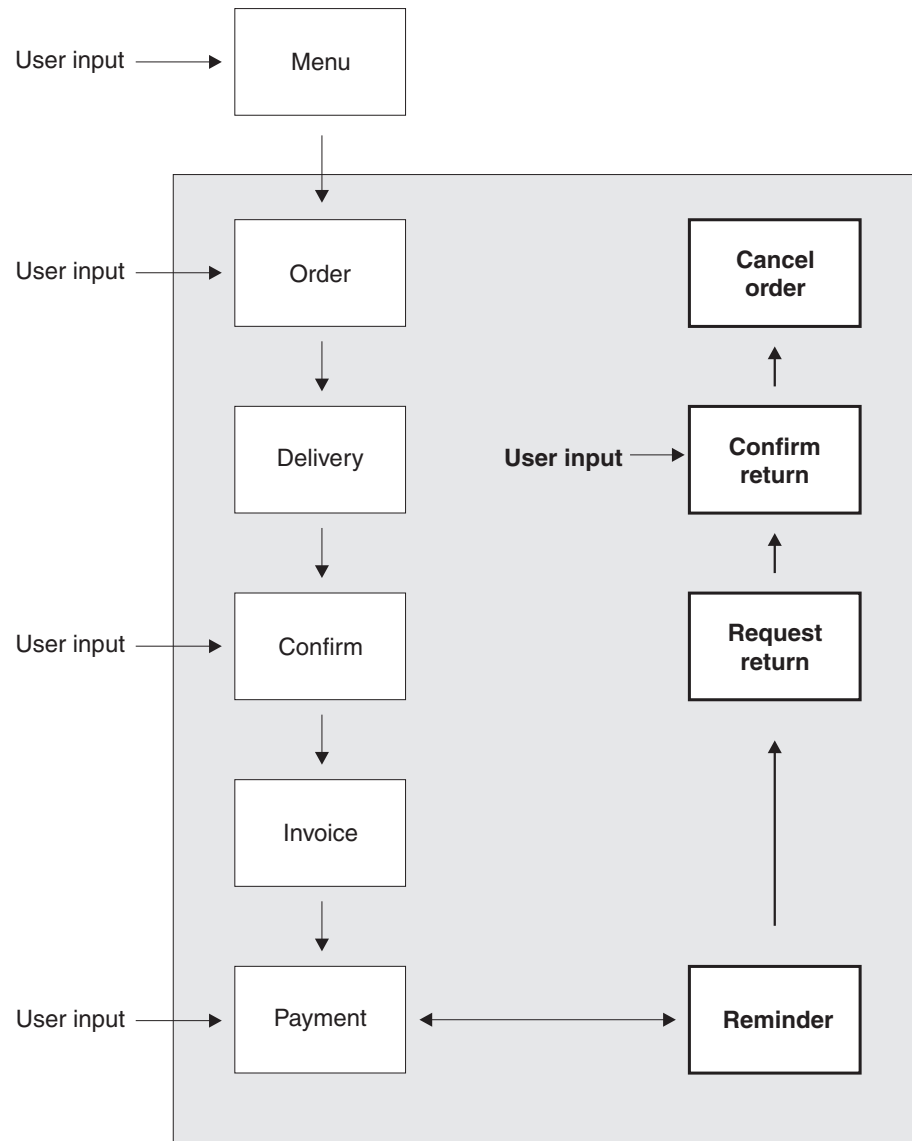 User input
Menu
User input
Order
Cancel
order
Delivery
User input
Confirm
return
User input
Confirm
Request
return
Invoice
User input
Payment
Reminder